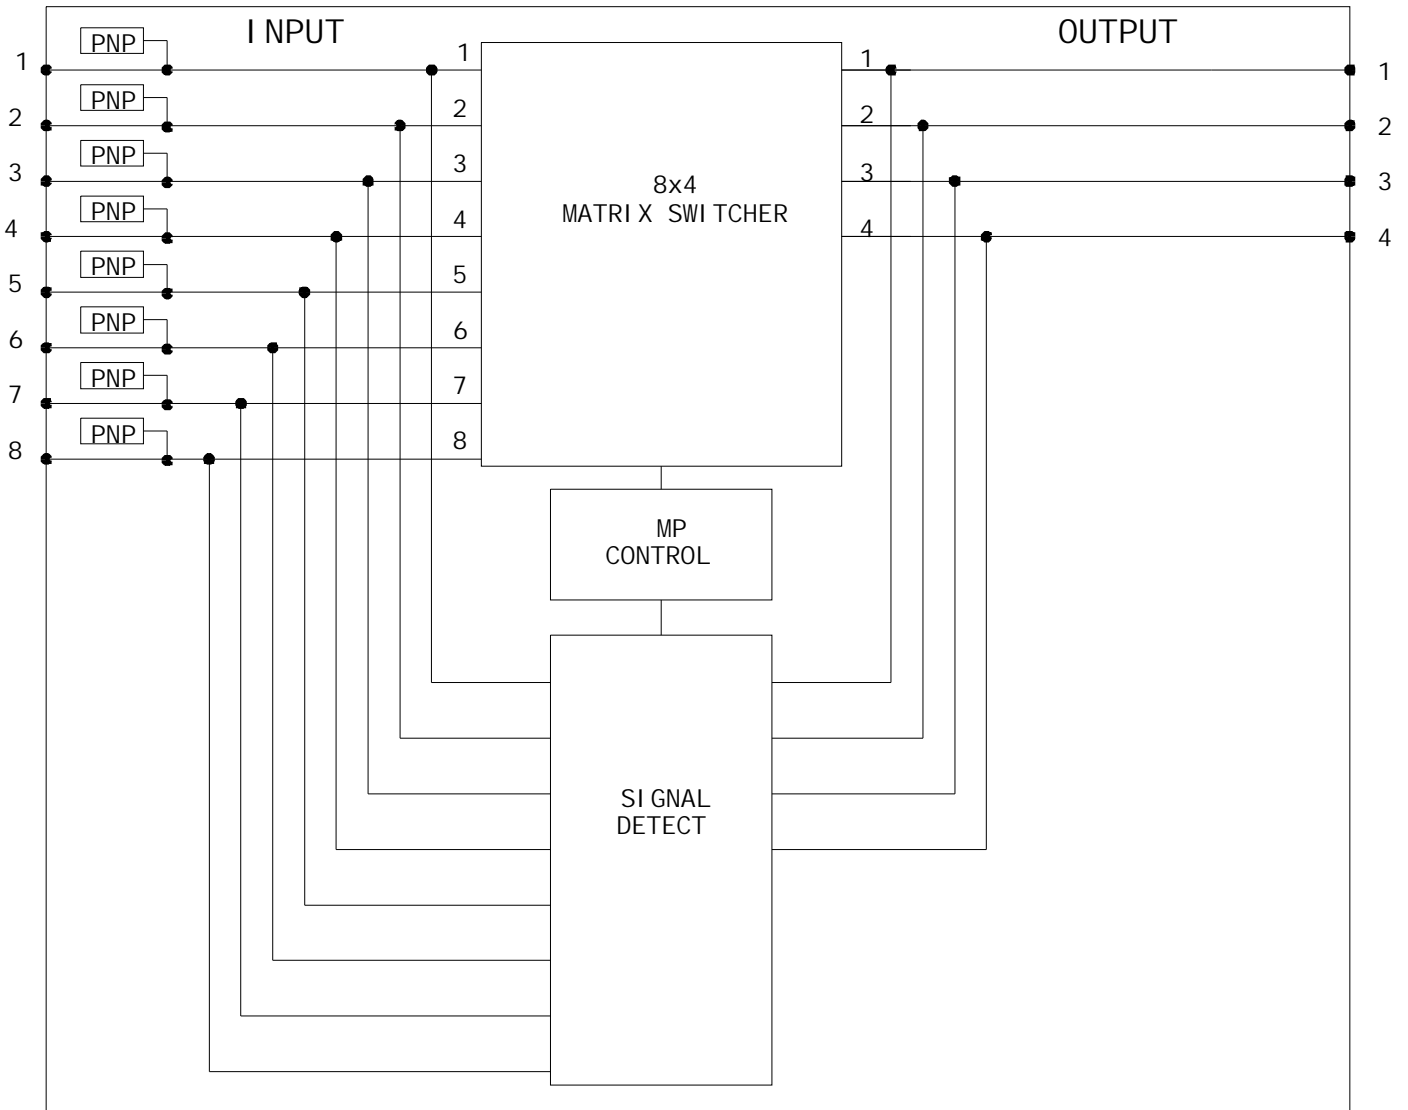 INPUT
OUTPUT
PNP
1 1 1 1
PNP
2 2 2 2
PNP
3 3 3 3
PNP
4 4 4 4
8x4
MATRIX SWITCHER
PNP
5 5
PNP
6 6
PNP
7 7
PNP
8 8
MP
CONTROL
SIGNAL
DETECT